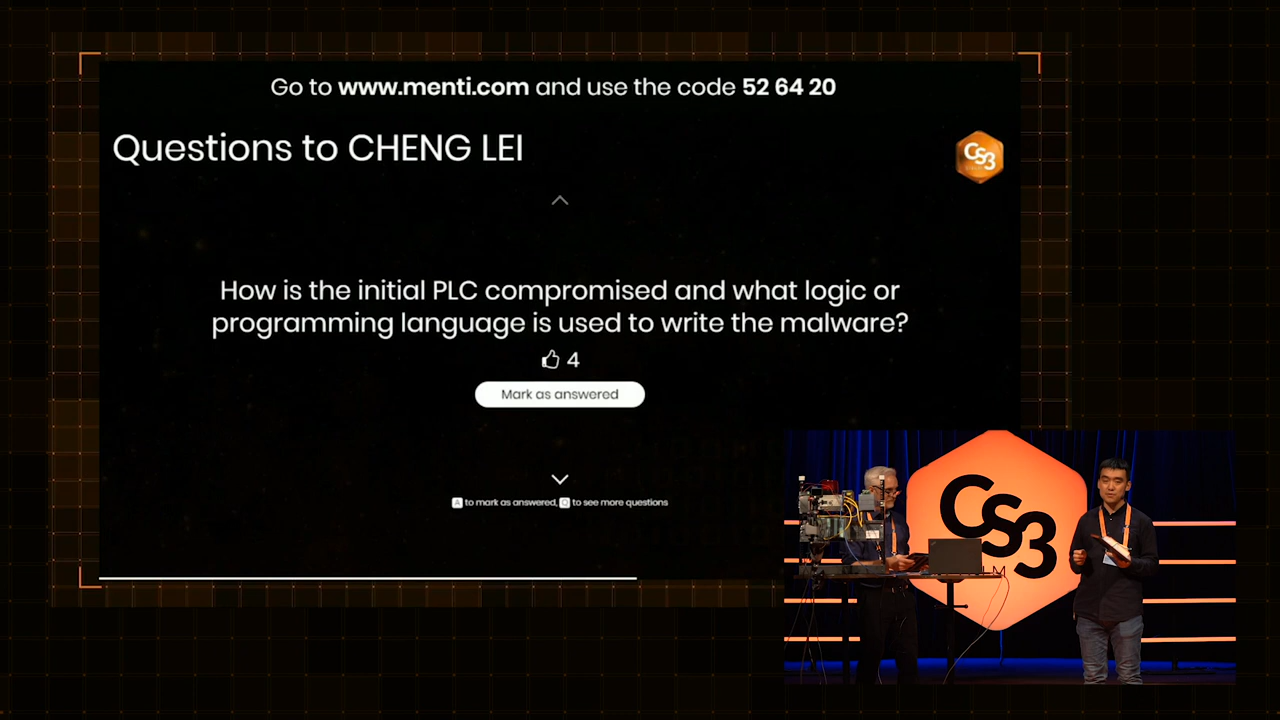 Go to www.menti.com and use the code 52 64 20
Questions to CHENG LEI
CS3
How is the initial PLC compromised and what logic or
programming language is used to write the malware?
4
Mark as answered
A to mark as answered, Q to see more questions
CS3